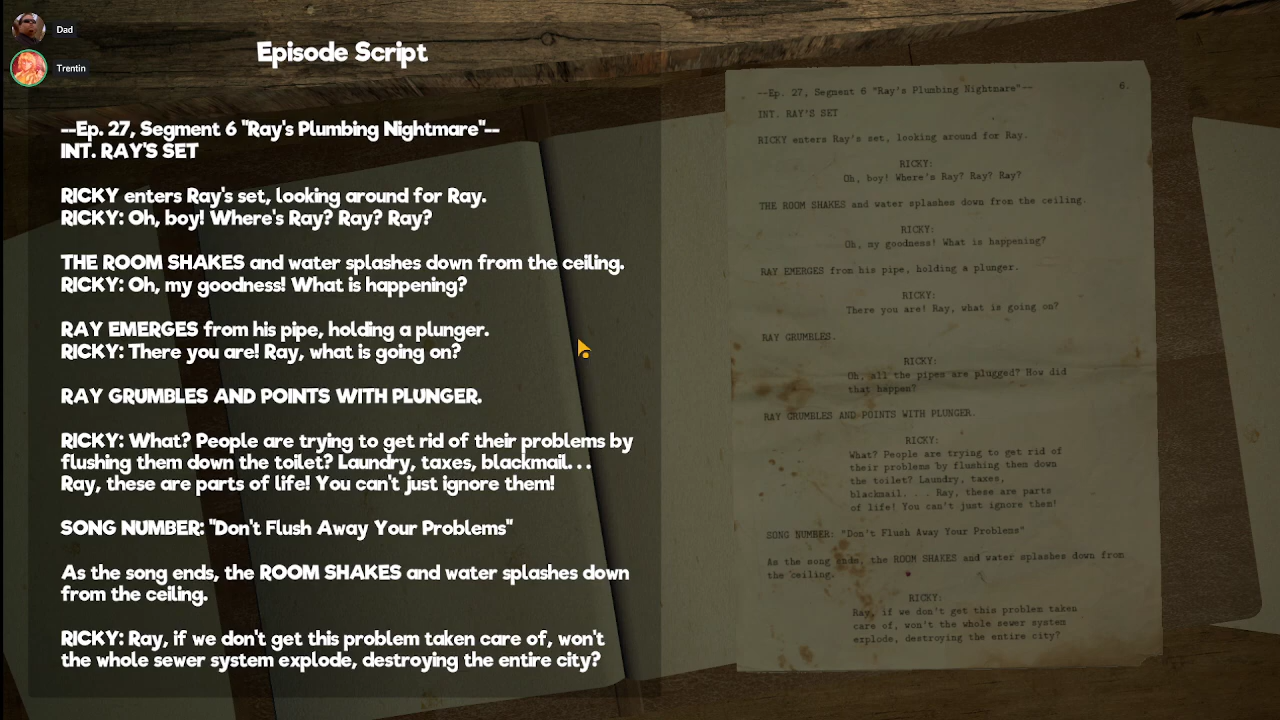 Dad
Trentin
Episode Script
--Ep. 27, Segment 6 "Ray's Plumbing Nightmare"--
INT. RAY'S SET
RICKY enters Ray's set, looking around for Ray.
RICKY: Oh, boy! Where's Ray? Ray? Ray?
THE ROOM SHAKES and water splashes down from the ceiling.
RICKY: Oh, my goodness! What is happening?
RAY EMERGES from his pipe, holding a plunger.
RICKY: There you are! Ray, what is going on?
RAY GRUMBLES AND POINTS WITH PLUNGER.
RICKY: What? People are trying to get rid of their problems by
flushing them down the toilet? Laundry, taxes, blackmail. . .
Ray, these are parts of life! You can't just ignore them!
SONG NUMBER: "Don't Flush Away Your Problems"
As the song ends, the ROOM SHAKES and water splashes down
from the ceiling.
RICKY: Ray, if we don't get this problem taken care of, won't
the whole sewer system explode, destroying the entire city?
--Ep. 27, Segment 6 "Ray's Plumbing Nightmare"--
6.
INT. RAY'S SET
RICKY enters Ray's set, looking around for Ray.
RICKY:
Oh, boy! Where's Ray? Ray? Ray?
THE ROOM SHAKES and water splashes down from the ceiling.
RICKY:
Oh, my goodness! What is happening?
RAY EMERGES from his pipe, holding a plunger.
RICKY:
There you are! Ray, what is going on?
RAY GRUMBLES.
RICKY:
Oh, all the pipes are plugged? How did
that happen?
RAY GRUMBLES AND POINTS WITH PLUNGER.
RICKY:
What? People are trying to get rid of
their problems by flushing them down
the toilet? Laundry, taxes,
blackmail. . . Ray, these are parts
of life! You can't just ignore them!
SONG NUMBER: "Don't Flush Away Your Problems"
As the song ends, the ROOM SHAKES and water splashes down from
the ceiling.
RICKY:
Ray, if we don't get this problem taken
care of, won't the whole sewer system
explode, destroying the entire city?